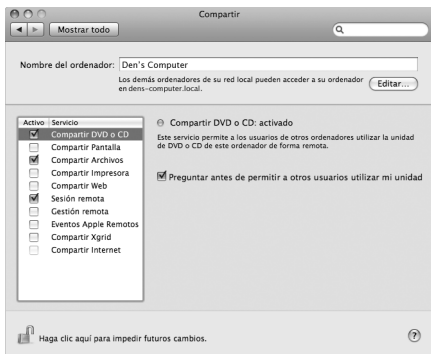 Compartir
Mostrar todo
Nombre del ordenador: Den's Computer
Los demás ordenadores de su red local pueden acceder a su ordenador
en dens-computer.local.
Editar...
Activo Servicio
Compartir DVD o CD
Compartir Pantalla
Compartir Archivos
Compartir Impresora
Compartir Web
Sesión remota
Gestión remota
Eventos Apple Remotos
Compartir Xgrid
Compartir Internet
Compartir DVD o CD: activado
Este servicio permite a los usuarios de otros ordenadores utilizar la unidad
de DVD o CD de este ordenador de forma remota.
Preguntar antes de permitir a otros usuarios utilizar mi unidad
Haga clic aquí para impedir futuros cambios.
?